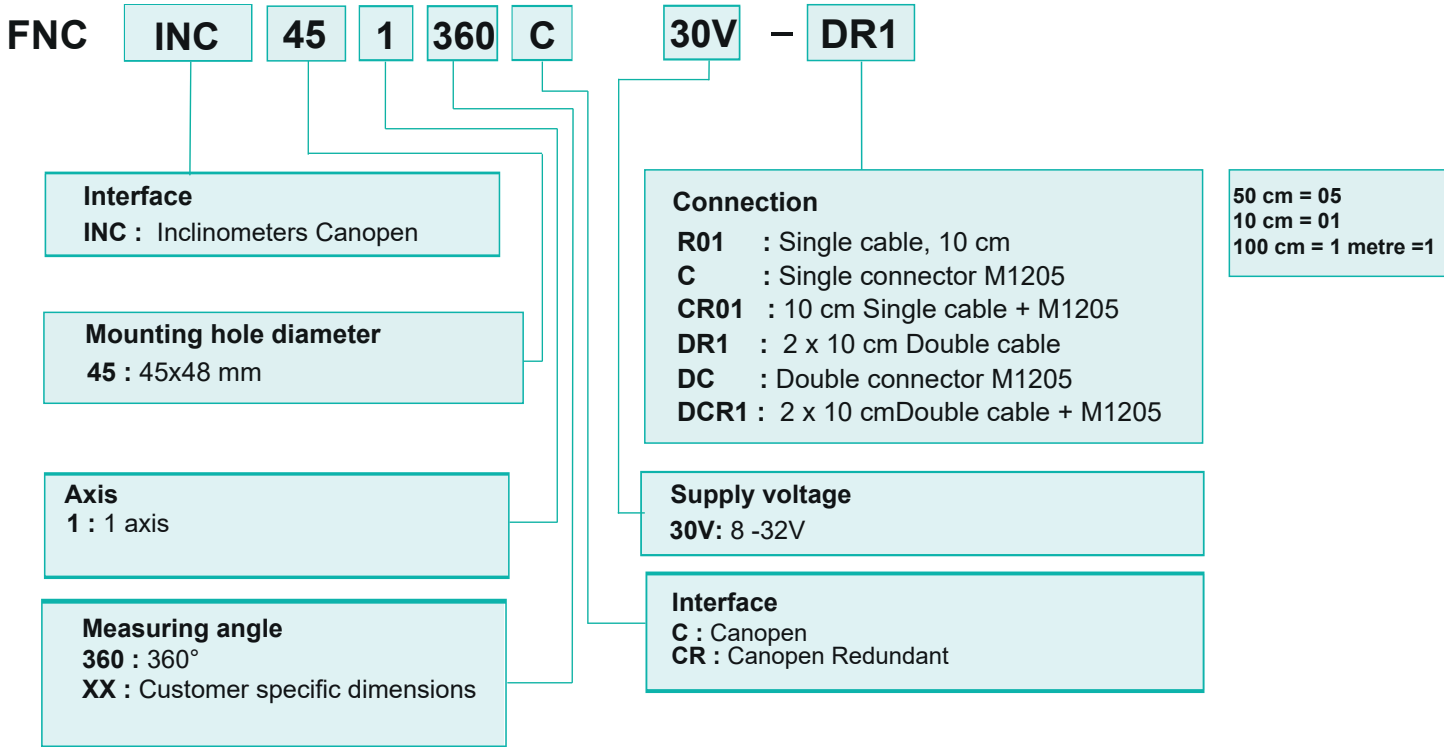 FNC INC 45 1 360 C 30V – DR1
Interface
INC : Inclinometers Canopen
Mounting hole diameter
45 : 45x48 mm
Axis
1 : 1 axis
Measuring angle
360 : 360°
XX : Customer specific dimensions
Connection
R01 : Single cable, 10 cm
C : Single connector M1205
CR01 : 10 cm Single cable + M1205
DR1 : 2 x 10 cm Double cable
DC : Double connector M1205
DCR1 : 2 x 10 cmDouble cable + M1205
Supply voltage
30V: 8 -32V
Interface
C : Canopen
CR : Canopen Redundant
50 cm = 05
10 cm = 01
100 cm = 1 metre =1